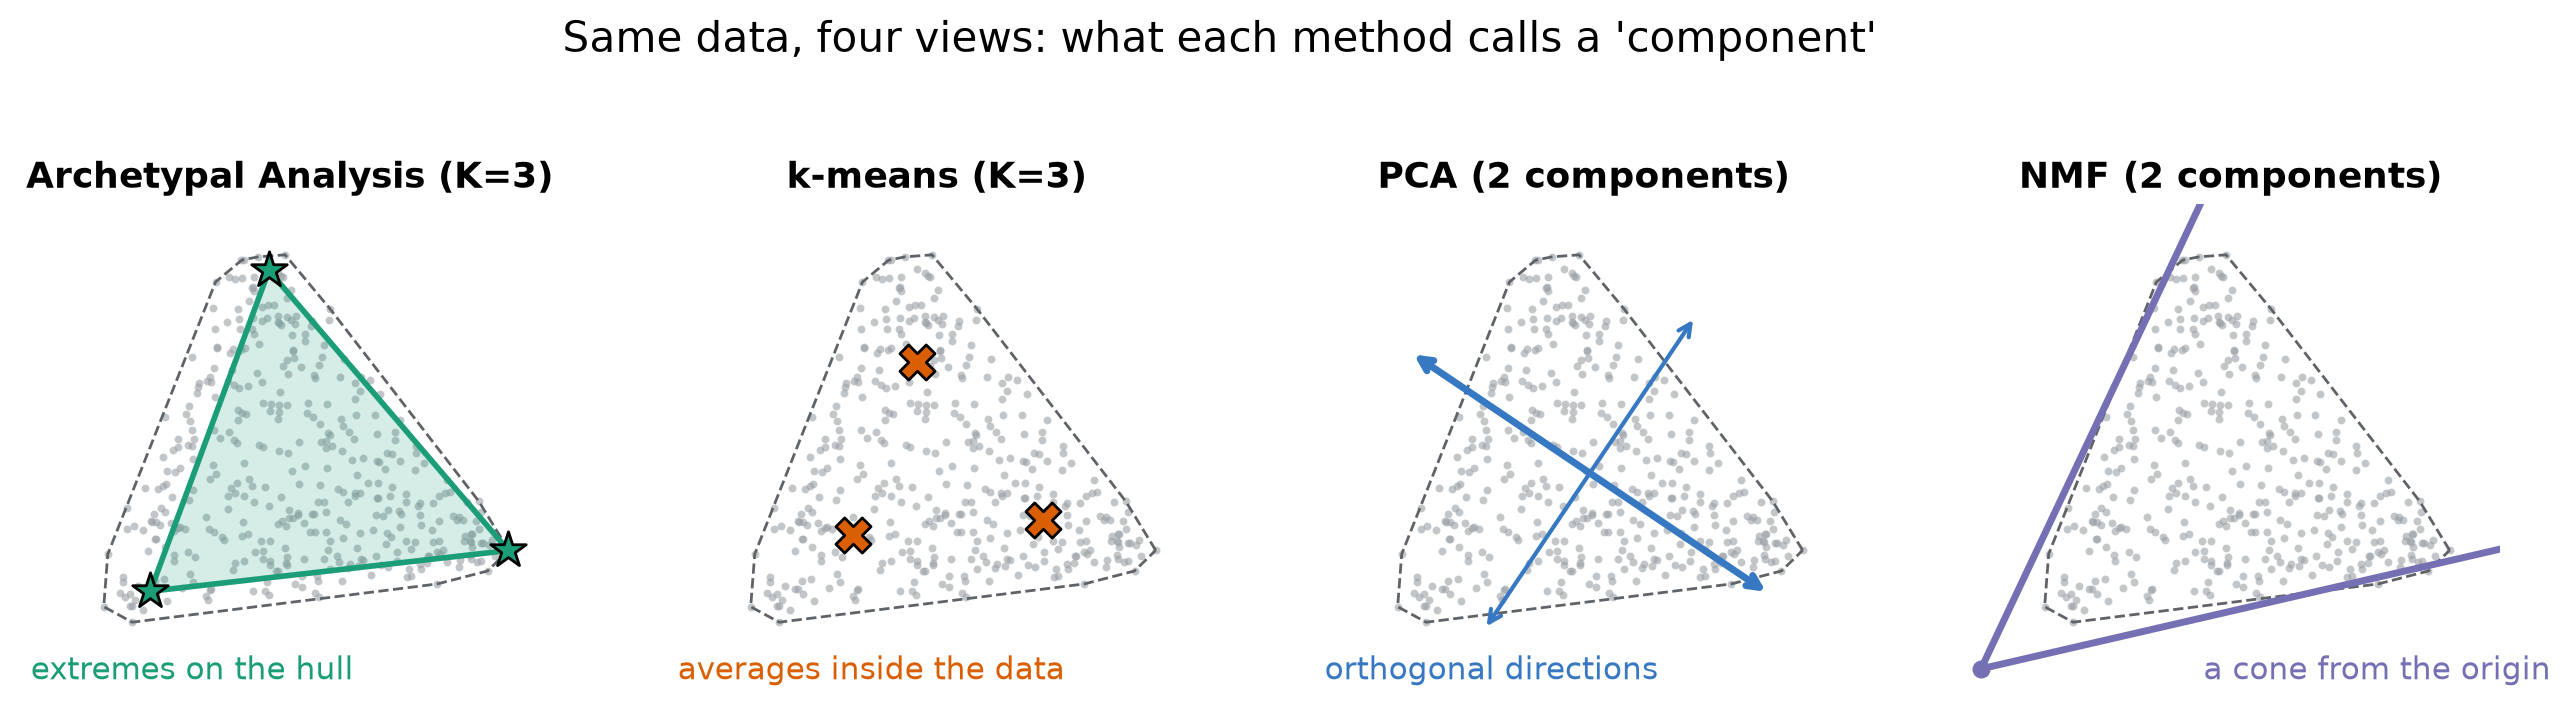 Same data, four views: what each method calls a 'component'
Archetypal Analysis (K=3)
k-means (K=3)
PCA (2 components)
NMF (2 components)
extremes on the hull
averages inside the data
orthogonal directions
a cone from the origin